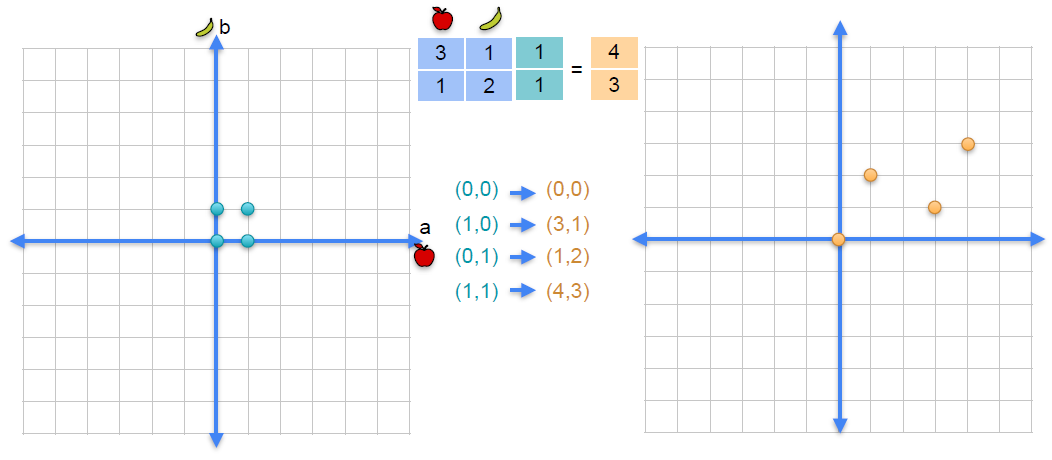 b
3 1 1 = 4
1 2 1 3
(0,0) (0,0)
(1,0) (3,1)
a
(0,1) (1,2)
(1,1) (4,3)